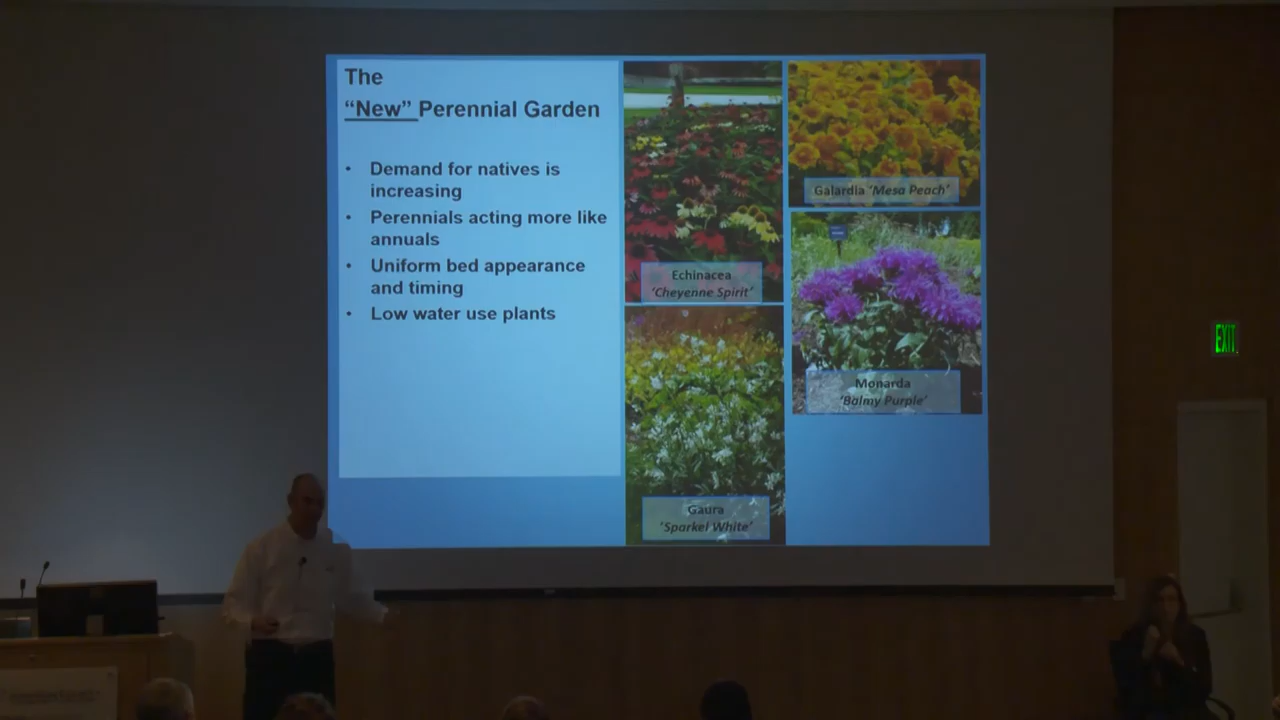 The
“New” Perennial Garden
• Demand for natives is
increasing
• Perennials acting more like
annuals
• Uniform bed appearance
and timing
• Low water use plants
Echinacea
‘Cheyenne Spirit’
Galardia ‘Mesa Peach’
Monarda
‘Balmy Purple’
Gaura
‘Sparkel White’
EXIT